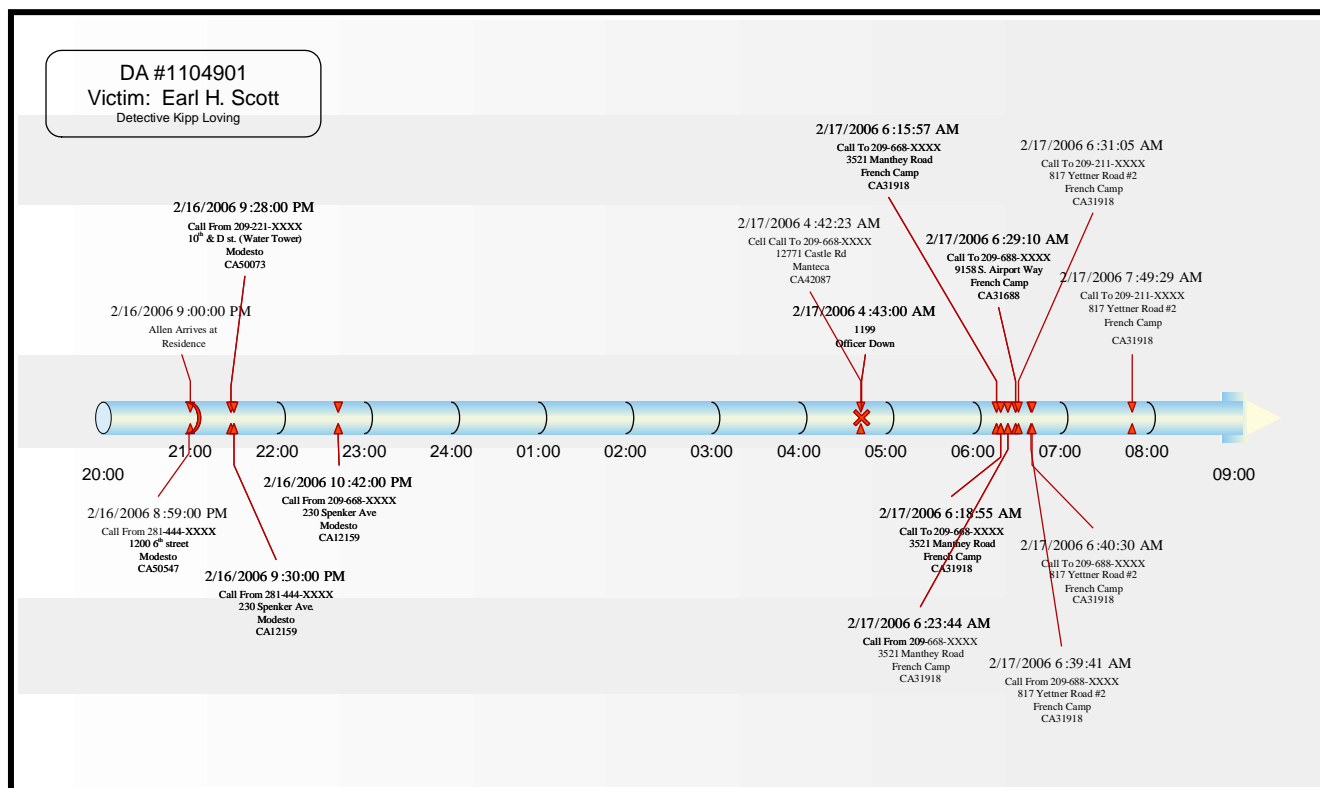 DA #1104901
Victim: Earl H. Scott
Detective Kipp Loving
2/16/2006 9:28:00 PM
Call From 209-221-XXXX
10th & D st. (Water Tower)
Modesto
CA50073
2/16/2006 9:00:00 PM
Allen Arrives at
Residence
2/17/2006 6:15:57 AM
Call To 209-668-XXXX
3521 Manthey Road
French Camp
CA31918
2/17/2006 6:31:05 AM
Call To 209-211-XXXX
817 Yettner Road #2
French Camp
CA31918
2/17/2006 4:42:23 AM
Cell Call To 209-668-XXXX
12771 Castle Rd
Manteca
CA42087
2/17/2006 6:29:10 AM
Call To 209-688-XXXX
9158 S. Airport Way
French Camp
CA31688
2/17/2006 7:49:29 AM
Call To 209-211-XXXX
817 Yettner Road #2
French Camp
CA31918
2/17/2006 4:43:00 AM
1199
Officer Down
20:00
21:00
22:00
23:00
24:00
01:00
02:00
03:00
04:00
05:00
06:00
07:00
08:00
09:00
2/16/2006 8:59:00 PM
Call From 281-444-XXXX
1200 6th street
Modesto
CA50547
2/16/2006 10:42:00 PM
Call From 209-668-XXXX
230 Spenker Ave
Modesto
CA12159
2/16/2006 9:30:00 PM
Call From 281-444-XXXX
230 Spenker Ave.
Modesto
CA12159
2/17/2006 6:18:55 AM
Call To 209-668-XXXX
3521 Manthey Road
French Camp
CA31918
2/17/2006 6:40:30 AM
Call To 209-688-XXXX
817 Yettner Road #2
French Camp
CA31918
2/17/2006 6:23:44 AM
Call From 209-668-XXXX
3521 Manthey Road
French Camp
CA31918
2/17/2006 6:39:41 AM
Call From 209-688-XXXX
817 Yettner Road #2
French Camp
CA31918